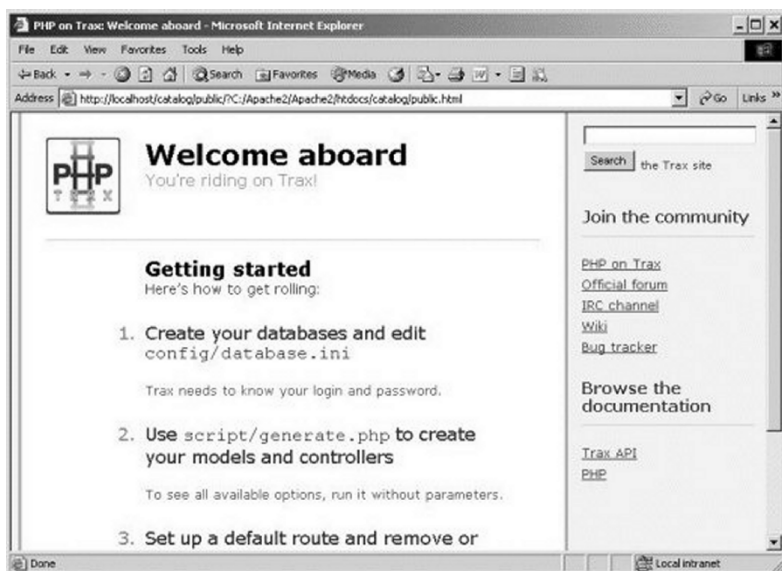 PHP on Trax: Welcome aboard - Microsoft Internet Explorer
File Edit View Favorites Tools Help
Back Search Favorites Media
Address http://localhost/catalog/public/?C:/Apache2/Apache2/htdocs/catalog/public.html Go Links »
PHP
Welcome aboard
You're riding on Trax!
Search the Trax site
Join the community
PHP on Trax
Official forum
IRC channel
Wiki
Bug tracker
Browse the
documentation
Trax API
PHP
Getting started
Here's how to get rolling:
1. Create your databases and edit
config/database.ini
Trax needs to know your login and password.
2. Use script/generate.php to create
your models and controllers
To see all available options, run it without parameters.
3. Set up a default route and remove or
Done Local intranet